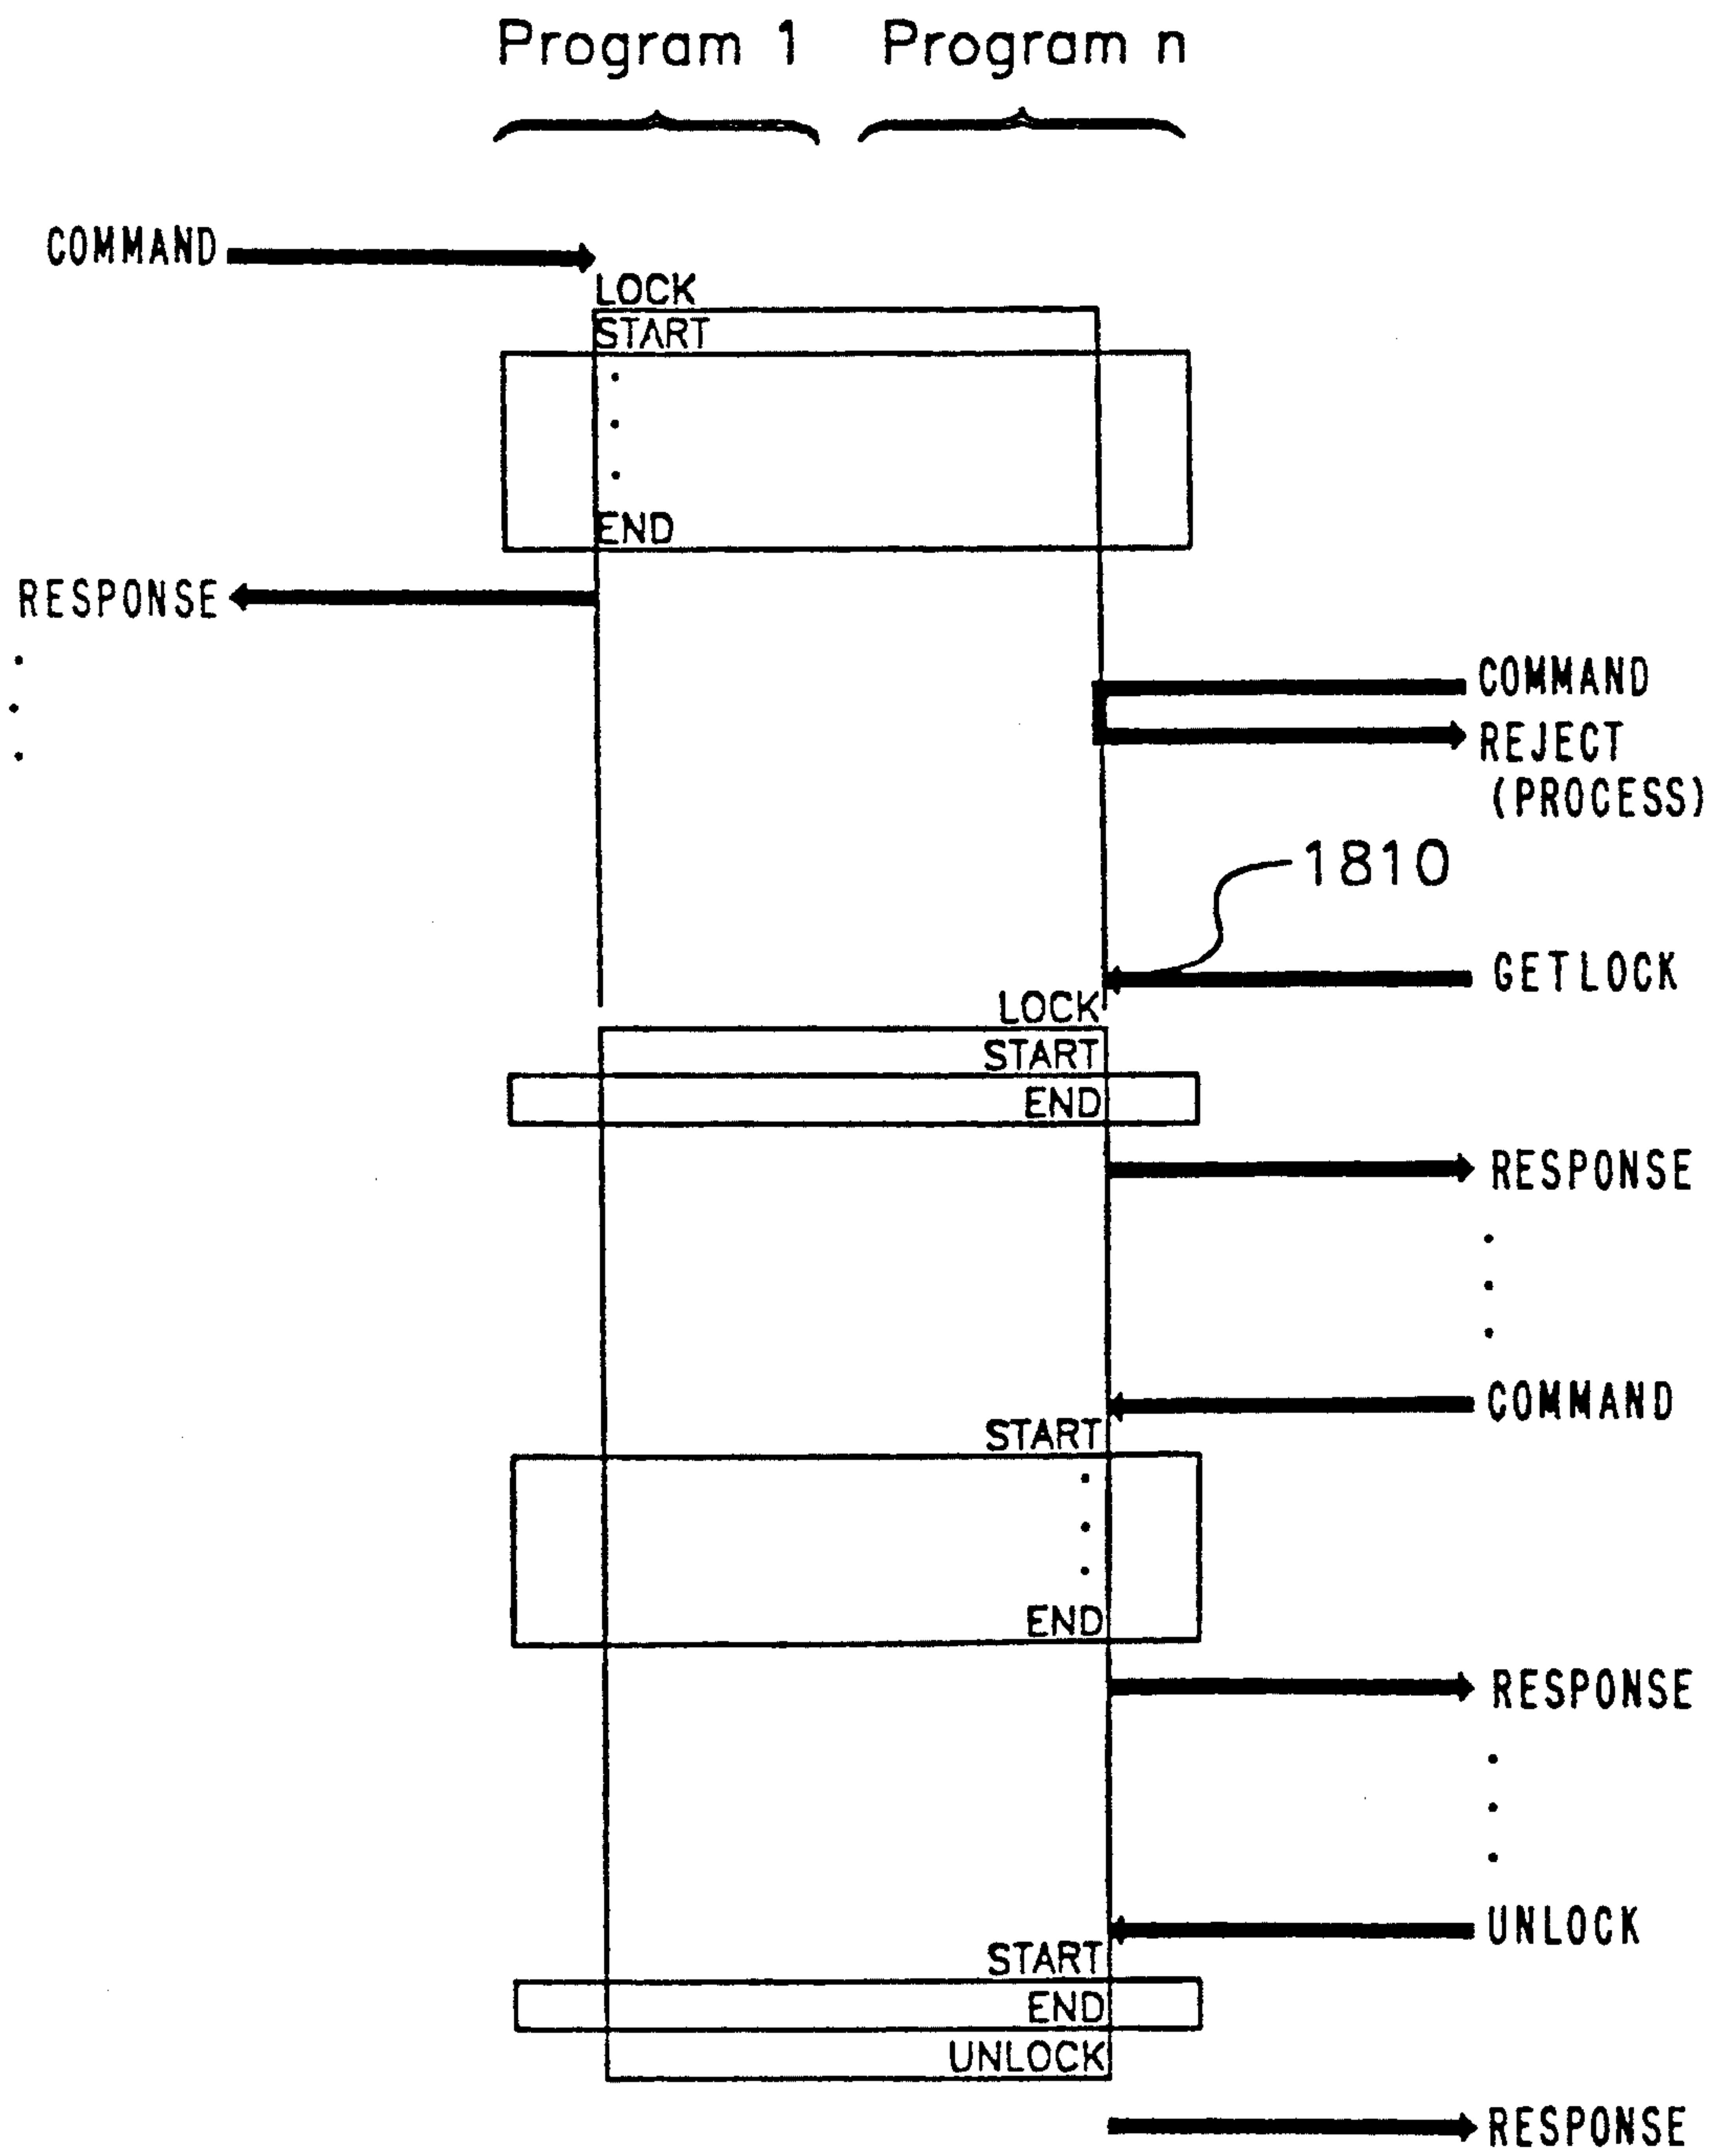 Program 1 Program n
COMMAND
LOCK
START
END
RESPONSE
COMMAND
REJECT
(PROCESS)
1810
GETLOCK
LOCK
START
END
RESPONSE
COMMAND
START
END
RESPONSE
UNLOCK
START
END
UNLOCK
RESPONSE